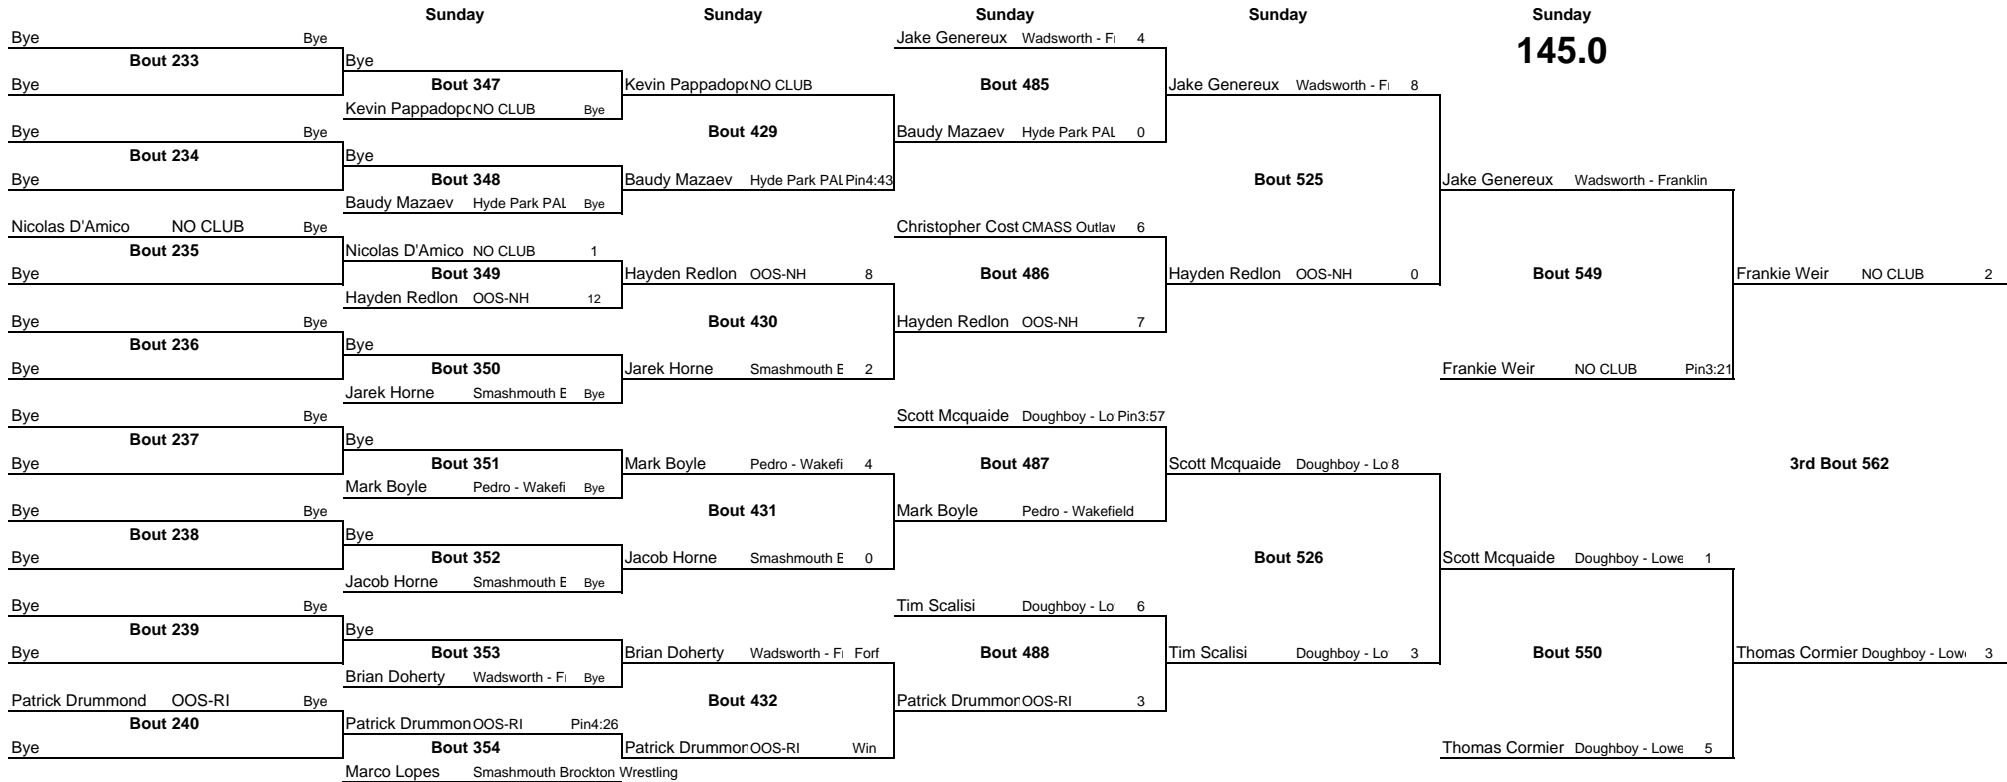 Sunday Sunday Sunday Sunday Sunday
Bye Bye Jake Genereux Wadsworth - Fr 4
145.0
Bout 233 Bye
Bye Bout 347 Kevin Pappadopo NO CLUB Bout 485 Jake Genereux Wadsworth - Fr 8
Kevin Pappadopo NO CLUB Bye
Bye Bye Bout 429 Baudy Mazaev Hyde Park PAL 0
Bout 234 Bye
Bye Bout 348 Baudy Mazaev Hyde Park PAL Pin4:43 Bout 525 Jake Genereux Wadsworth - Franklin
Baudy Mazaev Hyde Park PAL Bye
Nicolas D'Amico NO CLUB Bye Christopher Cost CMASS Outlaw 6
Bout 235 Nicolas D'Amico NO CLUB 1
Bye Bout 349 Hayden Redlon OOS-NH 8 Bout 486 Hayden Redlon OOS-NH 0 Bout 549 Frankie Weir NO CLUB 2
Hayden Redlon OOS-NH 12
Bye Bye Bout 430 Hayden Redlon OOS-NH 7
Bout 236 Bye
Bye Bout 350 Jarek Horne Smashmouth B 2 Frankie Weir NO CLUB Pin3:21
Jarek Horne Smashmouth B Bye
Bye Bye Scott Mcquaide Doughboy - Lo Pin3:57
Bout 237 Bye
Bye Bout 351 Mark Boyle Pedro - Wakefi 4 Bout 487 Scott Mcquaide Doughboy - Lo 8 3rd Bout 562
Mark Boyle Pedro - Wakefi Bye
Bye Bye Bout 431 Mark Boyle Pedro - Wakefield
Bout 238 Bye
Bye Bout 352 Jacob Horne Smashmouth B 0 Bout 526 Scott Mcquaide Doughboy - Lowe 1
Jacob Horne Smashmouth B Bye
Bye Bye Tim Scalisi Doughboy - Lo 6
Bout 239 Bye
Bye Bout 353 Brian Doherty Wadsworth - Fr Forf Bout 488 Tim Scalisi Doughboy - Lo 3 Bout 550 Thomas Cormier Doughboy - Lowe 3
Brian Doherty Wadsworth - Fr Bye
Patrick Drummond OOS-RI Bye Bout 432 Patrick Drummon OOS-RI 3
Bout 240 Patrick Drummon OOS-RI Pin4:26
Bye Bout 354 Patrick Drummon OOS-RI Win Thomas Cormier Doughboy - Lowe 5
Marco Lopes Smashmouth Brockton Wrestling